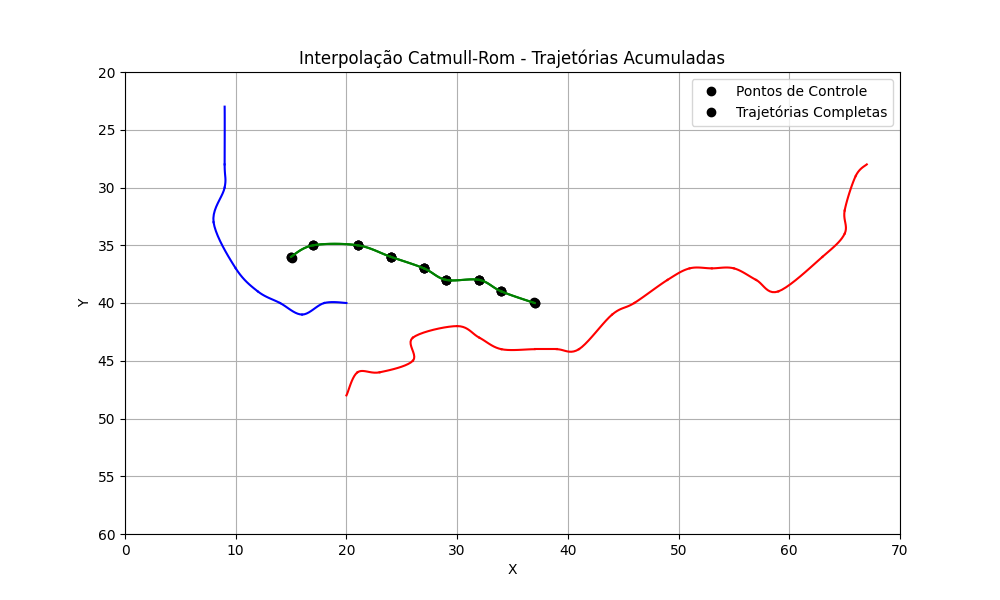 Interpolação Catmull-Rom - Trajetórias Acumuladas
Pontos de Controle
Trajetórias Completas
Y
20
25
30
35
40
45
50
55
60
0 10 20 30 40 50 60 70
X